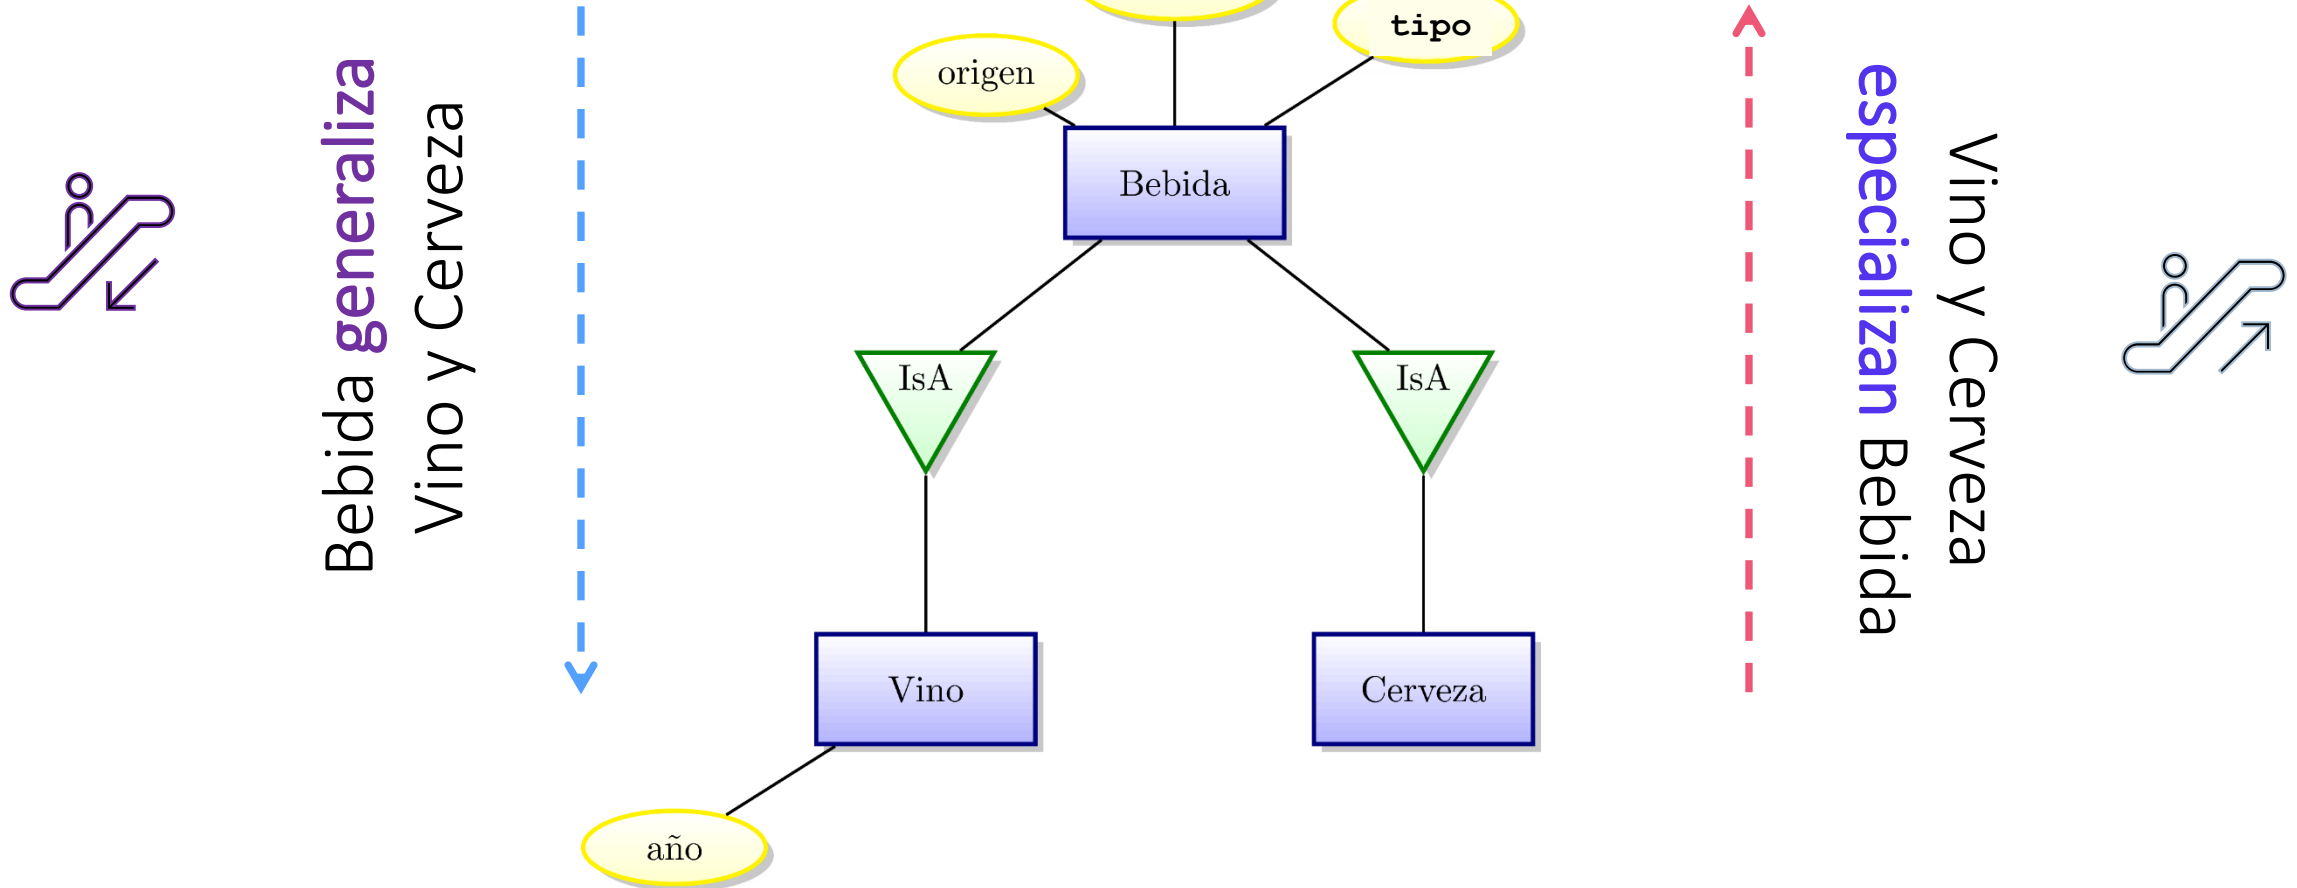 Bebida generaliza
Vino y Cerveza
tipo
origen
Bebida
IsA
IsA
Vino
Cerveza
año
Vino y Cerveza
especializan Bebida